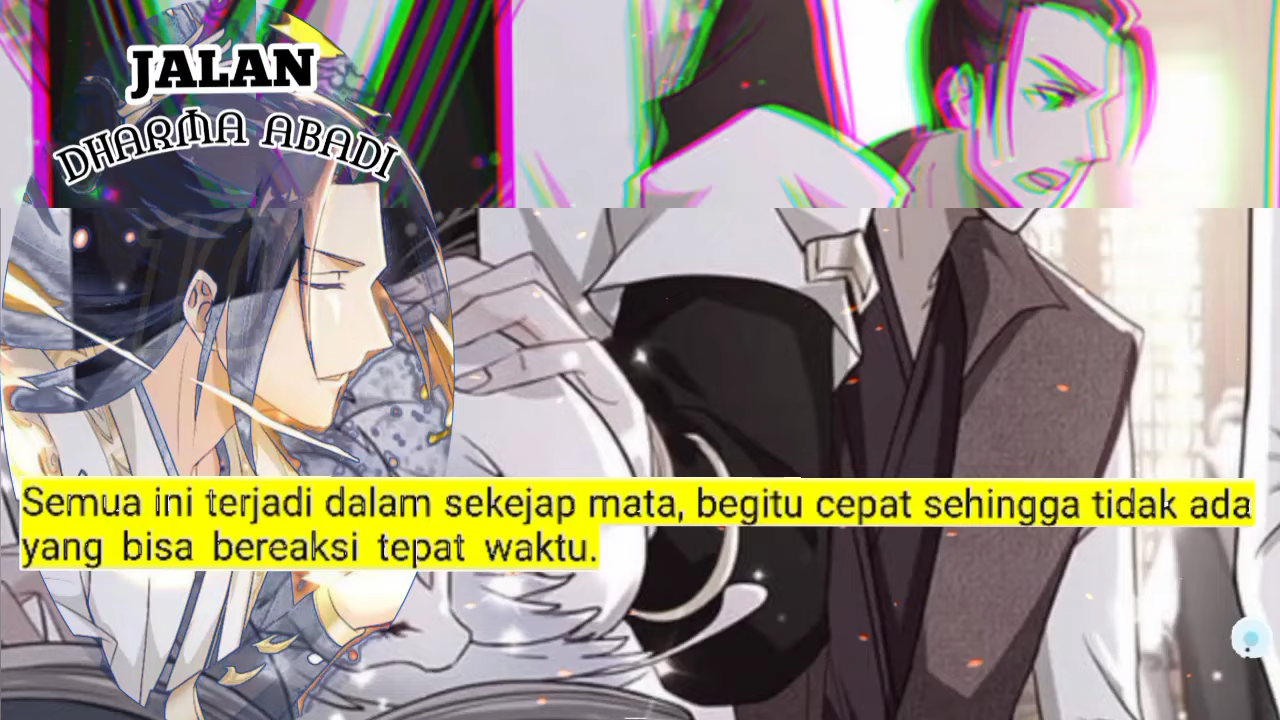 JALAN
DHARMA ABADI
Semua ini terjadi dalam sekejap mata, begitu cepat sehingga tidak ada
yang bisa bereaksi tepat waktu.